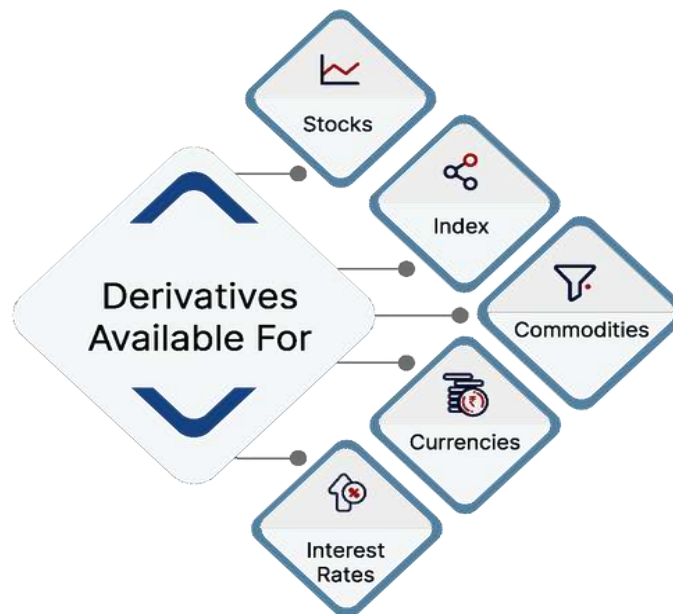 Stocks
Index
Derivatives
Available For
Commodities
Currencies
Interest
Rates